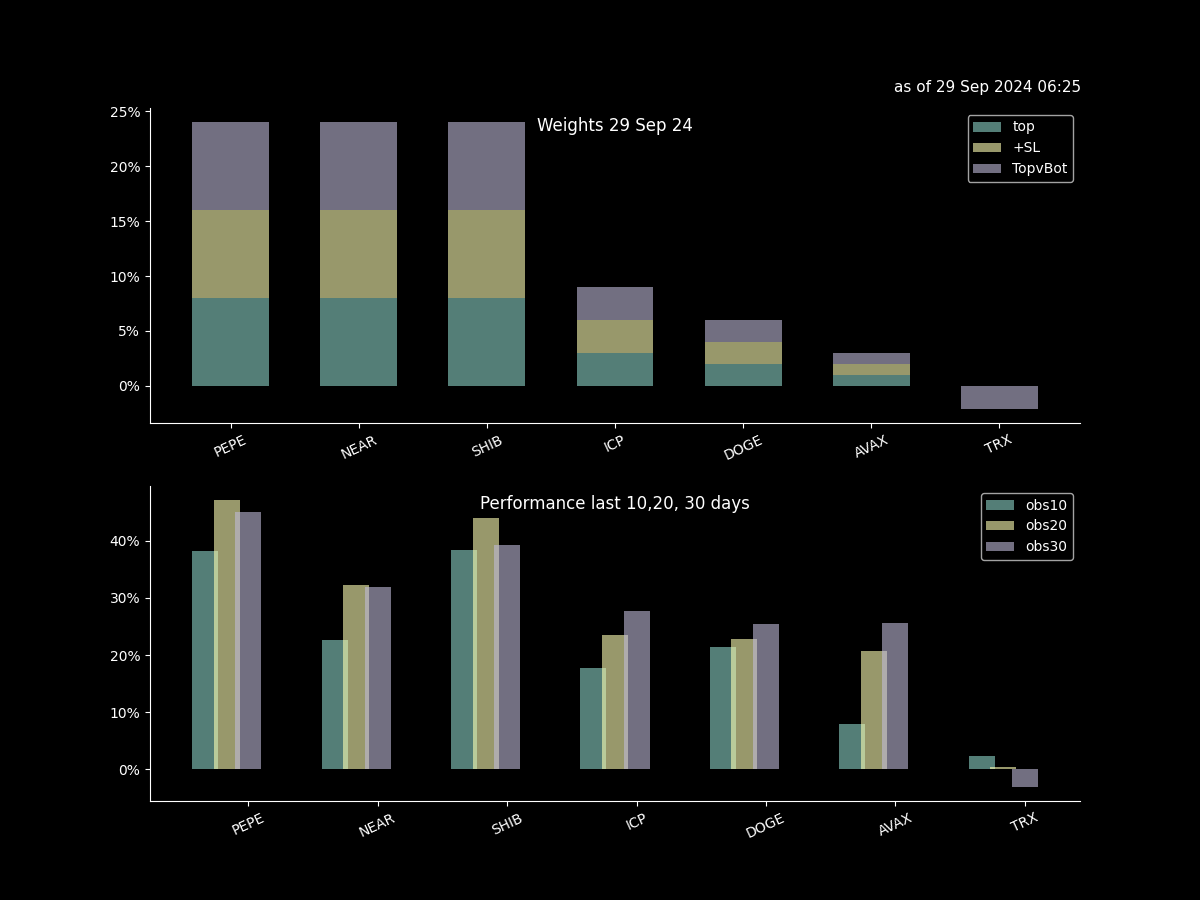 as of 29 Sep 2024 06:25
Weights 29 Sep 24
top
+SL
TopvBot
25%
20%
15%
10%
5%
0%
PEPE NEAR SHIB ICP DOGE AVAX TRX
Performance last 10,20, 30 days
obs10
obs20
obs30
40%
30%
20%
10%
0%
PEPE NEAR SHIB ICP DOGE AVAX TRX